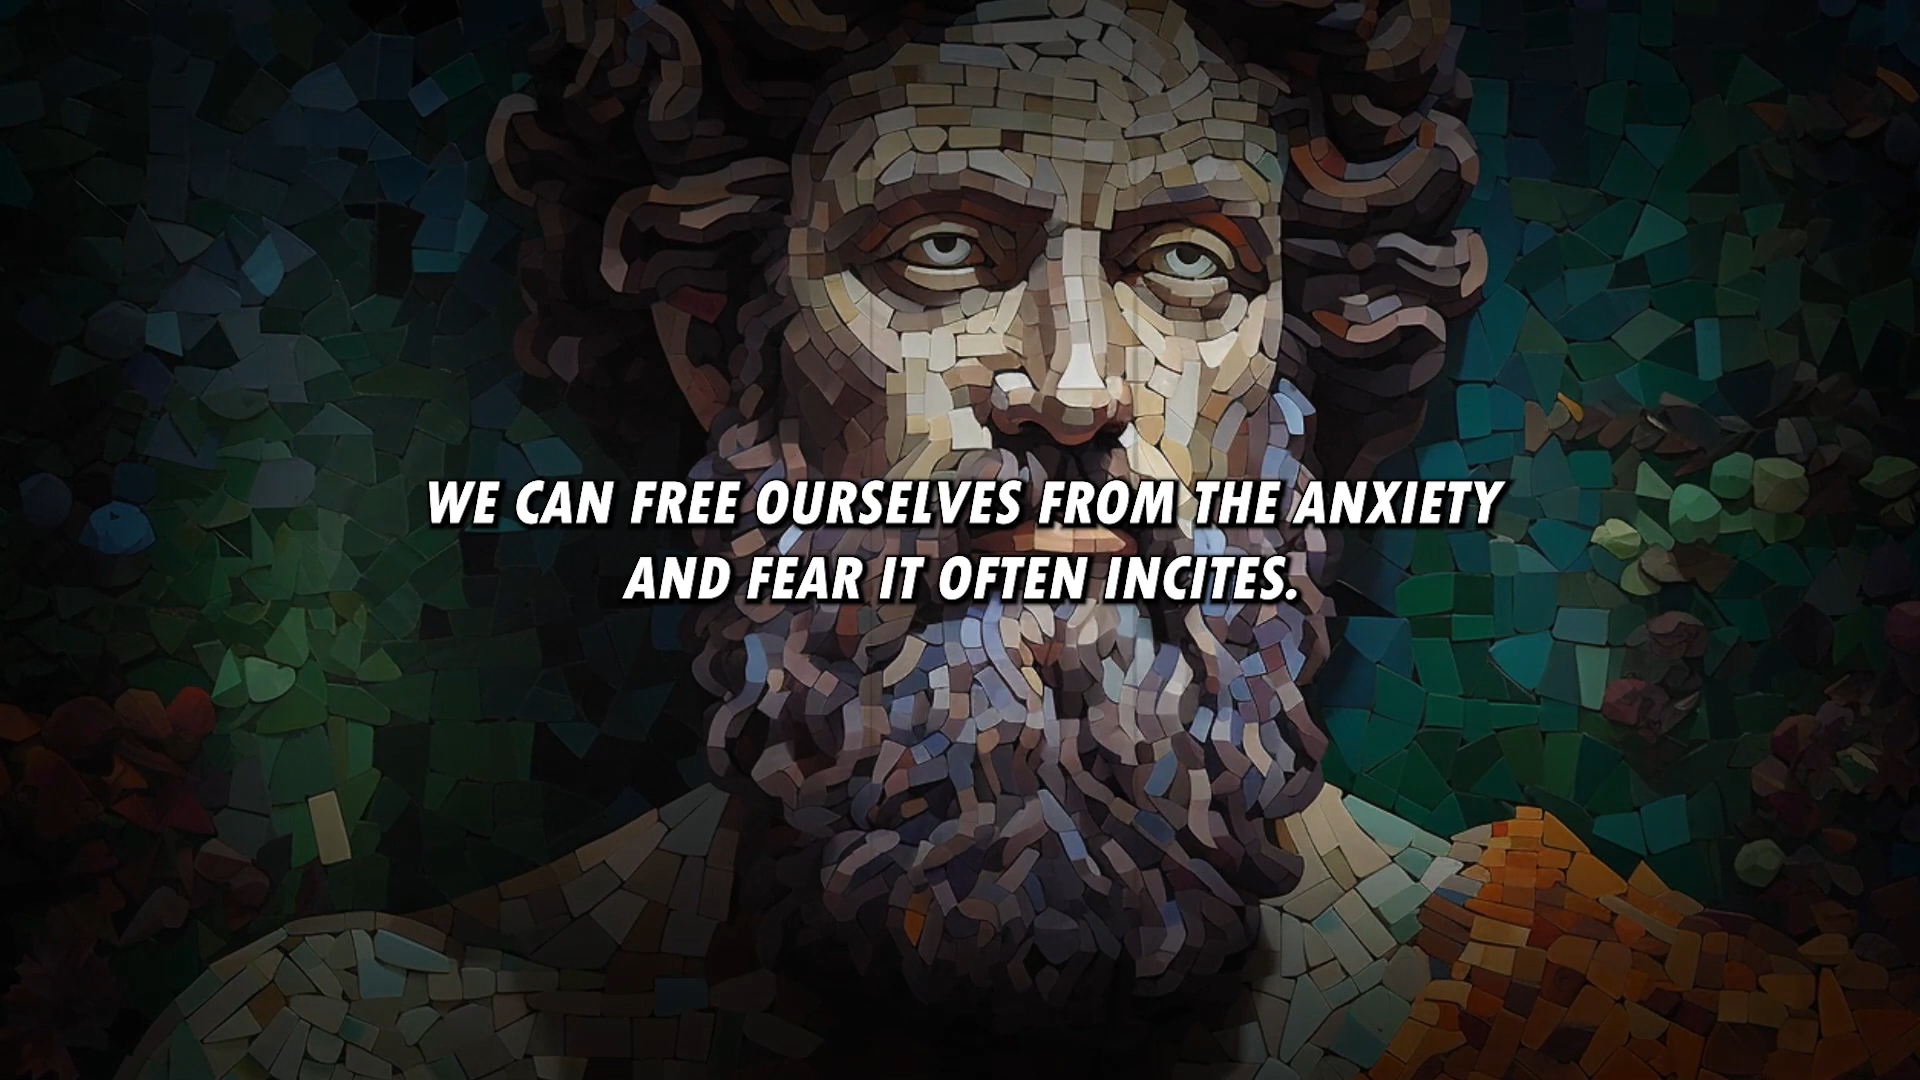 WE CAN FREE OURSELVES FROM THE ANXIETY
AND FEAR IT OFTEN INCITES.